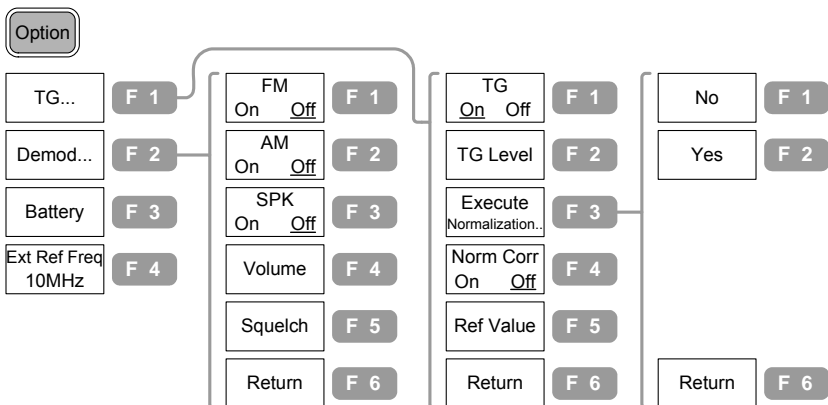 Option
TG...
F 1
Demod...
F 2
Battery
F 3
Ext Ref Freq
10MHz
F 4
FM
On Off
F 1
AM
On Off
F 2
SPK
On Off
F 3
Volume
F 4
Squelch
F 5
Return
F 6
TG
On Off
F 1
TG Level
F 2
Execute
Normalization..
F 3
Norm Corr
On Off
F 4
Ref Value
F 5
Return
F 6
No
F 1
Yes
F 2
Return
F 6